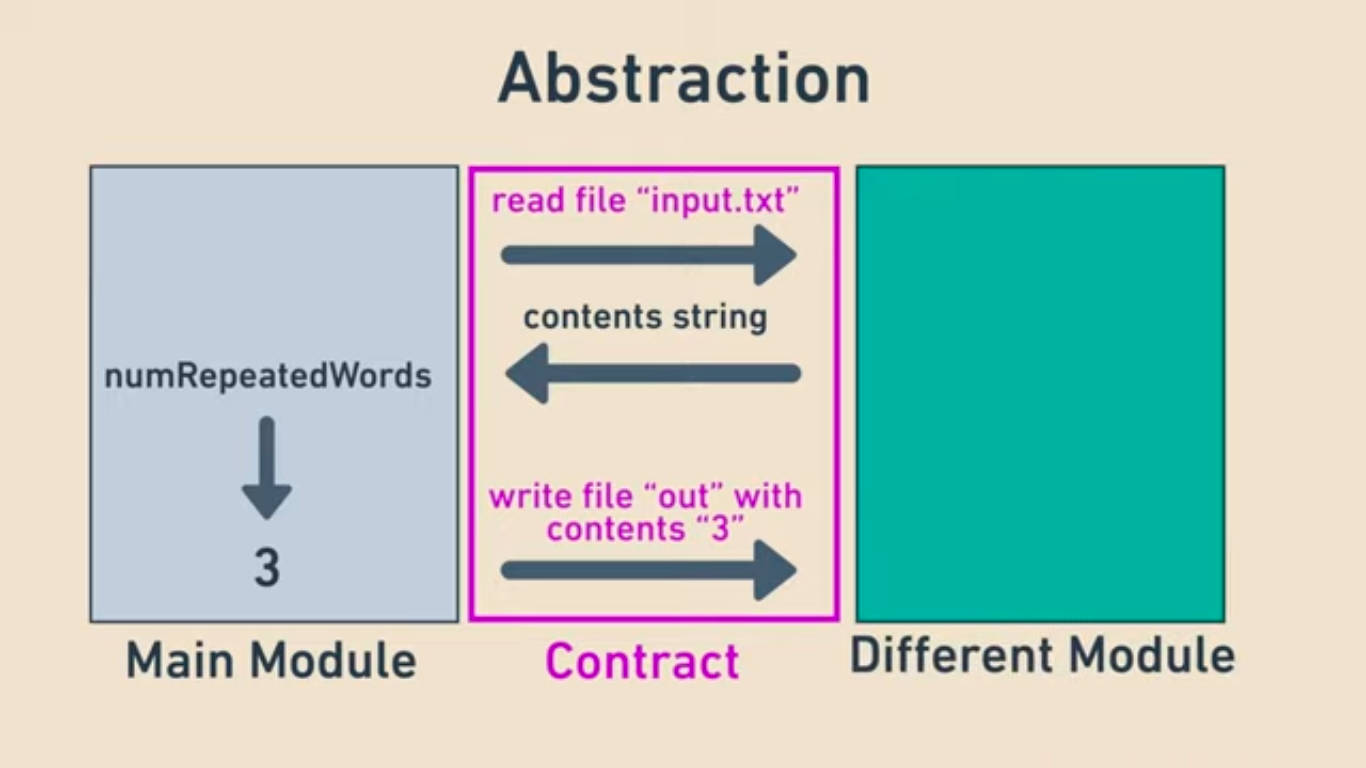 Abstraction
read file “input.txt”
contents string
numRepeatedWords
write file “out” with
contents “3”
3
Main Module
Contract
Different Module